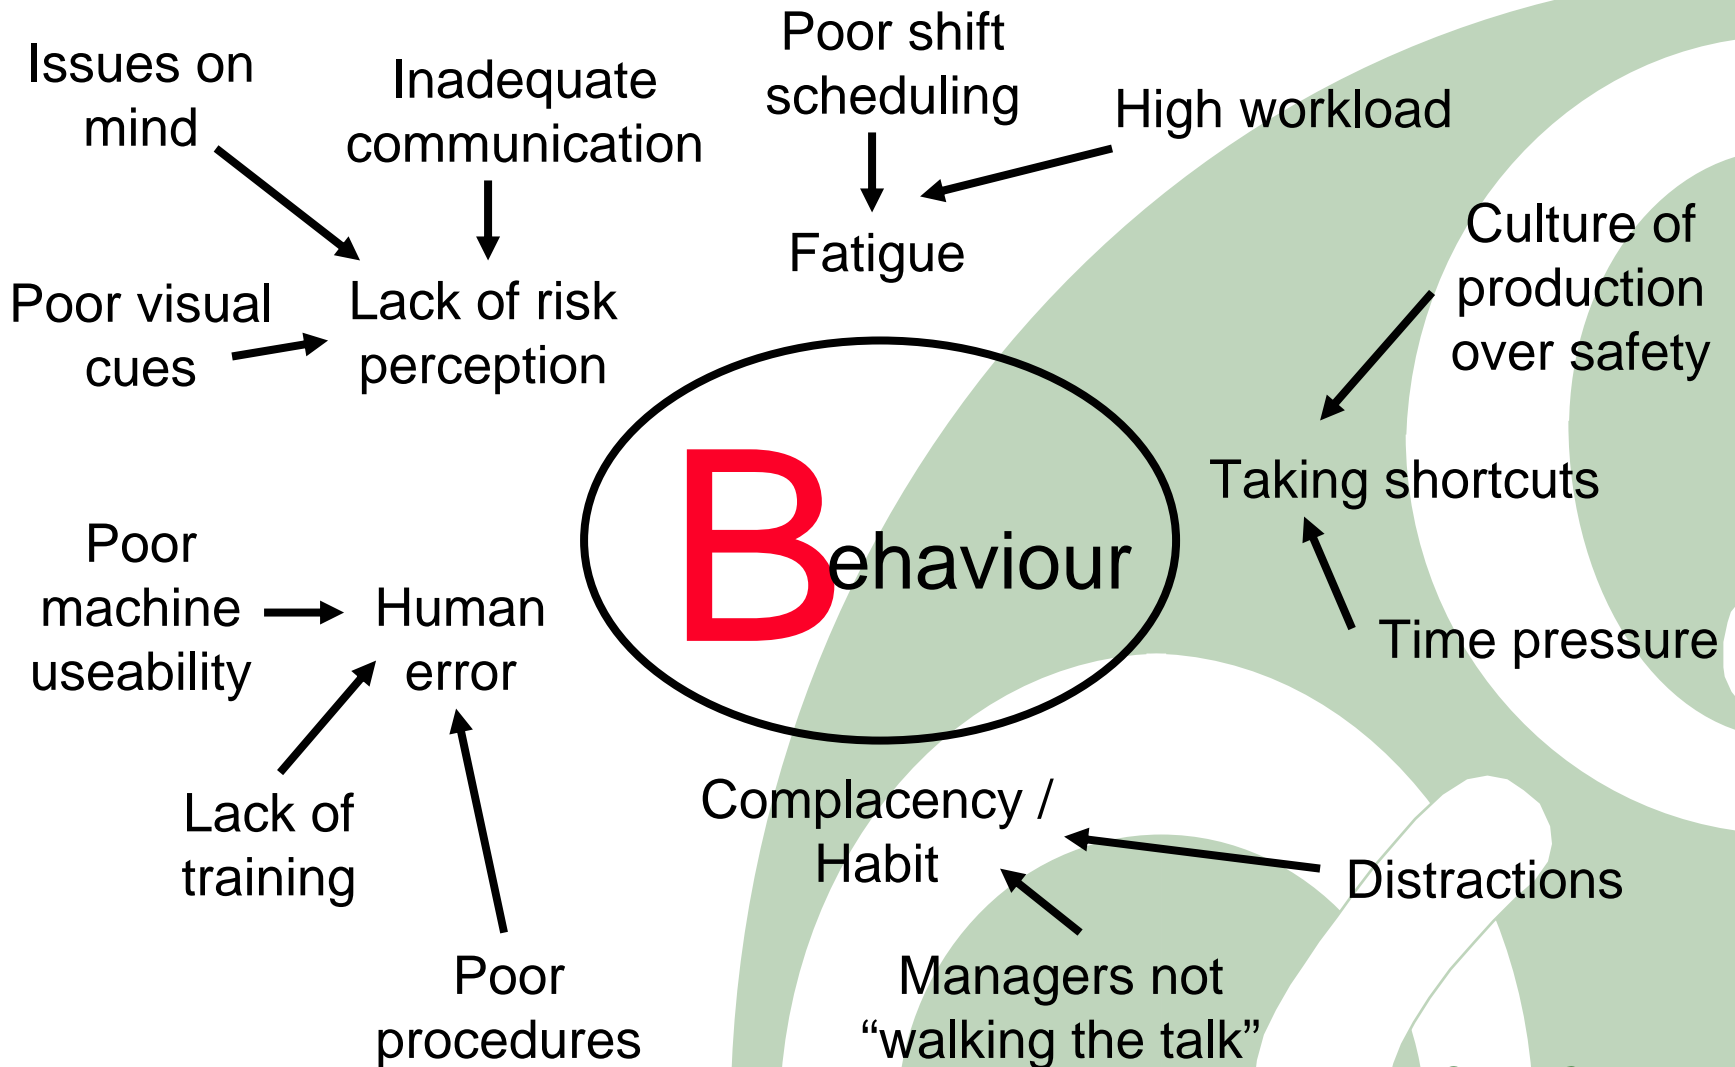 Issues on
mind
Inadequate
communication
Poor shift
scheduling
High workload
Fatigue
Culture of
production
over safety
Poor visual
cues
Lack of risk
perception
Behaviour
Taking shortcuts
Time pressure
Poor
machine
useability
Human
error
Lack of
training
Complacency /
Habit
Distractions
Poor
procedures
Managers not
“walking the talk”